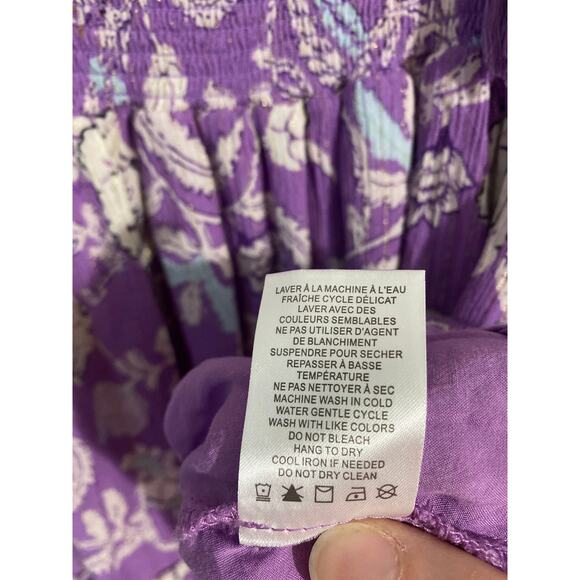 LAVER À LA MACHINE À L'EAU
FRAÎCHE CYCLE DÉLICAT
LAVER AVEC DES
COULEURS SEMBLABLES
NE PAS UTILISER D'AGENT
DE BLANCHIMENT
SUSPENDRE POUR SECHER
REPASSER À BASSE
TEMPÉRATURE
NE PAS NETTOYER À SEC
MACHINE WASH IN COLD
WATER GENTLE CYCLE
WASH WITH LIKE COLORS
DO NOT BLEACH
HANG TO DRY
COOL IRON IF NEEDED
DO NOT DRY CLEAN